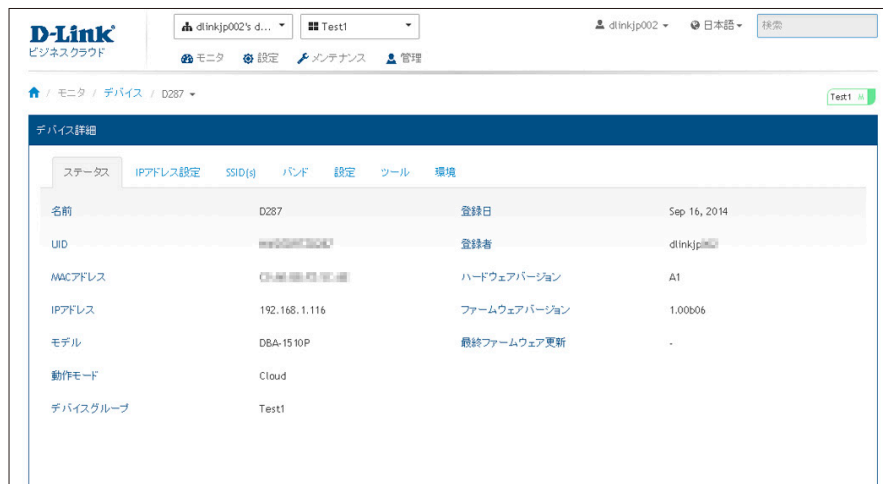 D-Link
ビジネスクラウド
dlinkjp002's d...
Test1
dlinkjp002
日本語
検索
モニタ 設定 メンテナンス 管理
/ モニタ / デバイス / D287
Test1
デバイス詳細
ステータス IPアドレス設定 SSID(s) バンド 設定 ツール 環境
名前 D287 登録日 Sep 16, 2014
UID 登録者 dlinkjp
MACアドレス ハードウェアバージョン A1
IPアドレス 192.168.1.116 ファームウェアバージョン 1.00b06
モデル DBA-1510P 最終ファームウェア更新 -
動作モード Cloud
デバイスグループ Test1